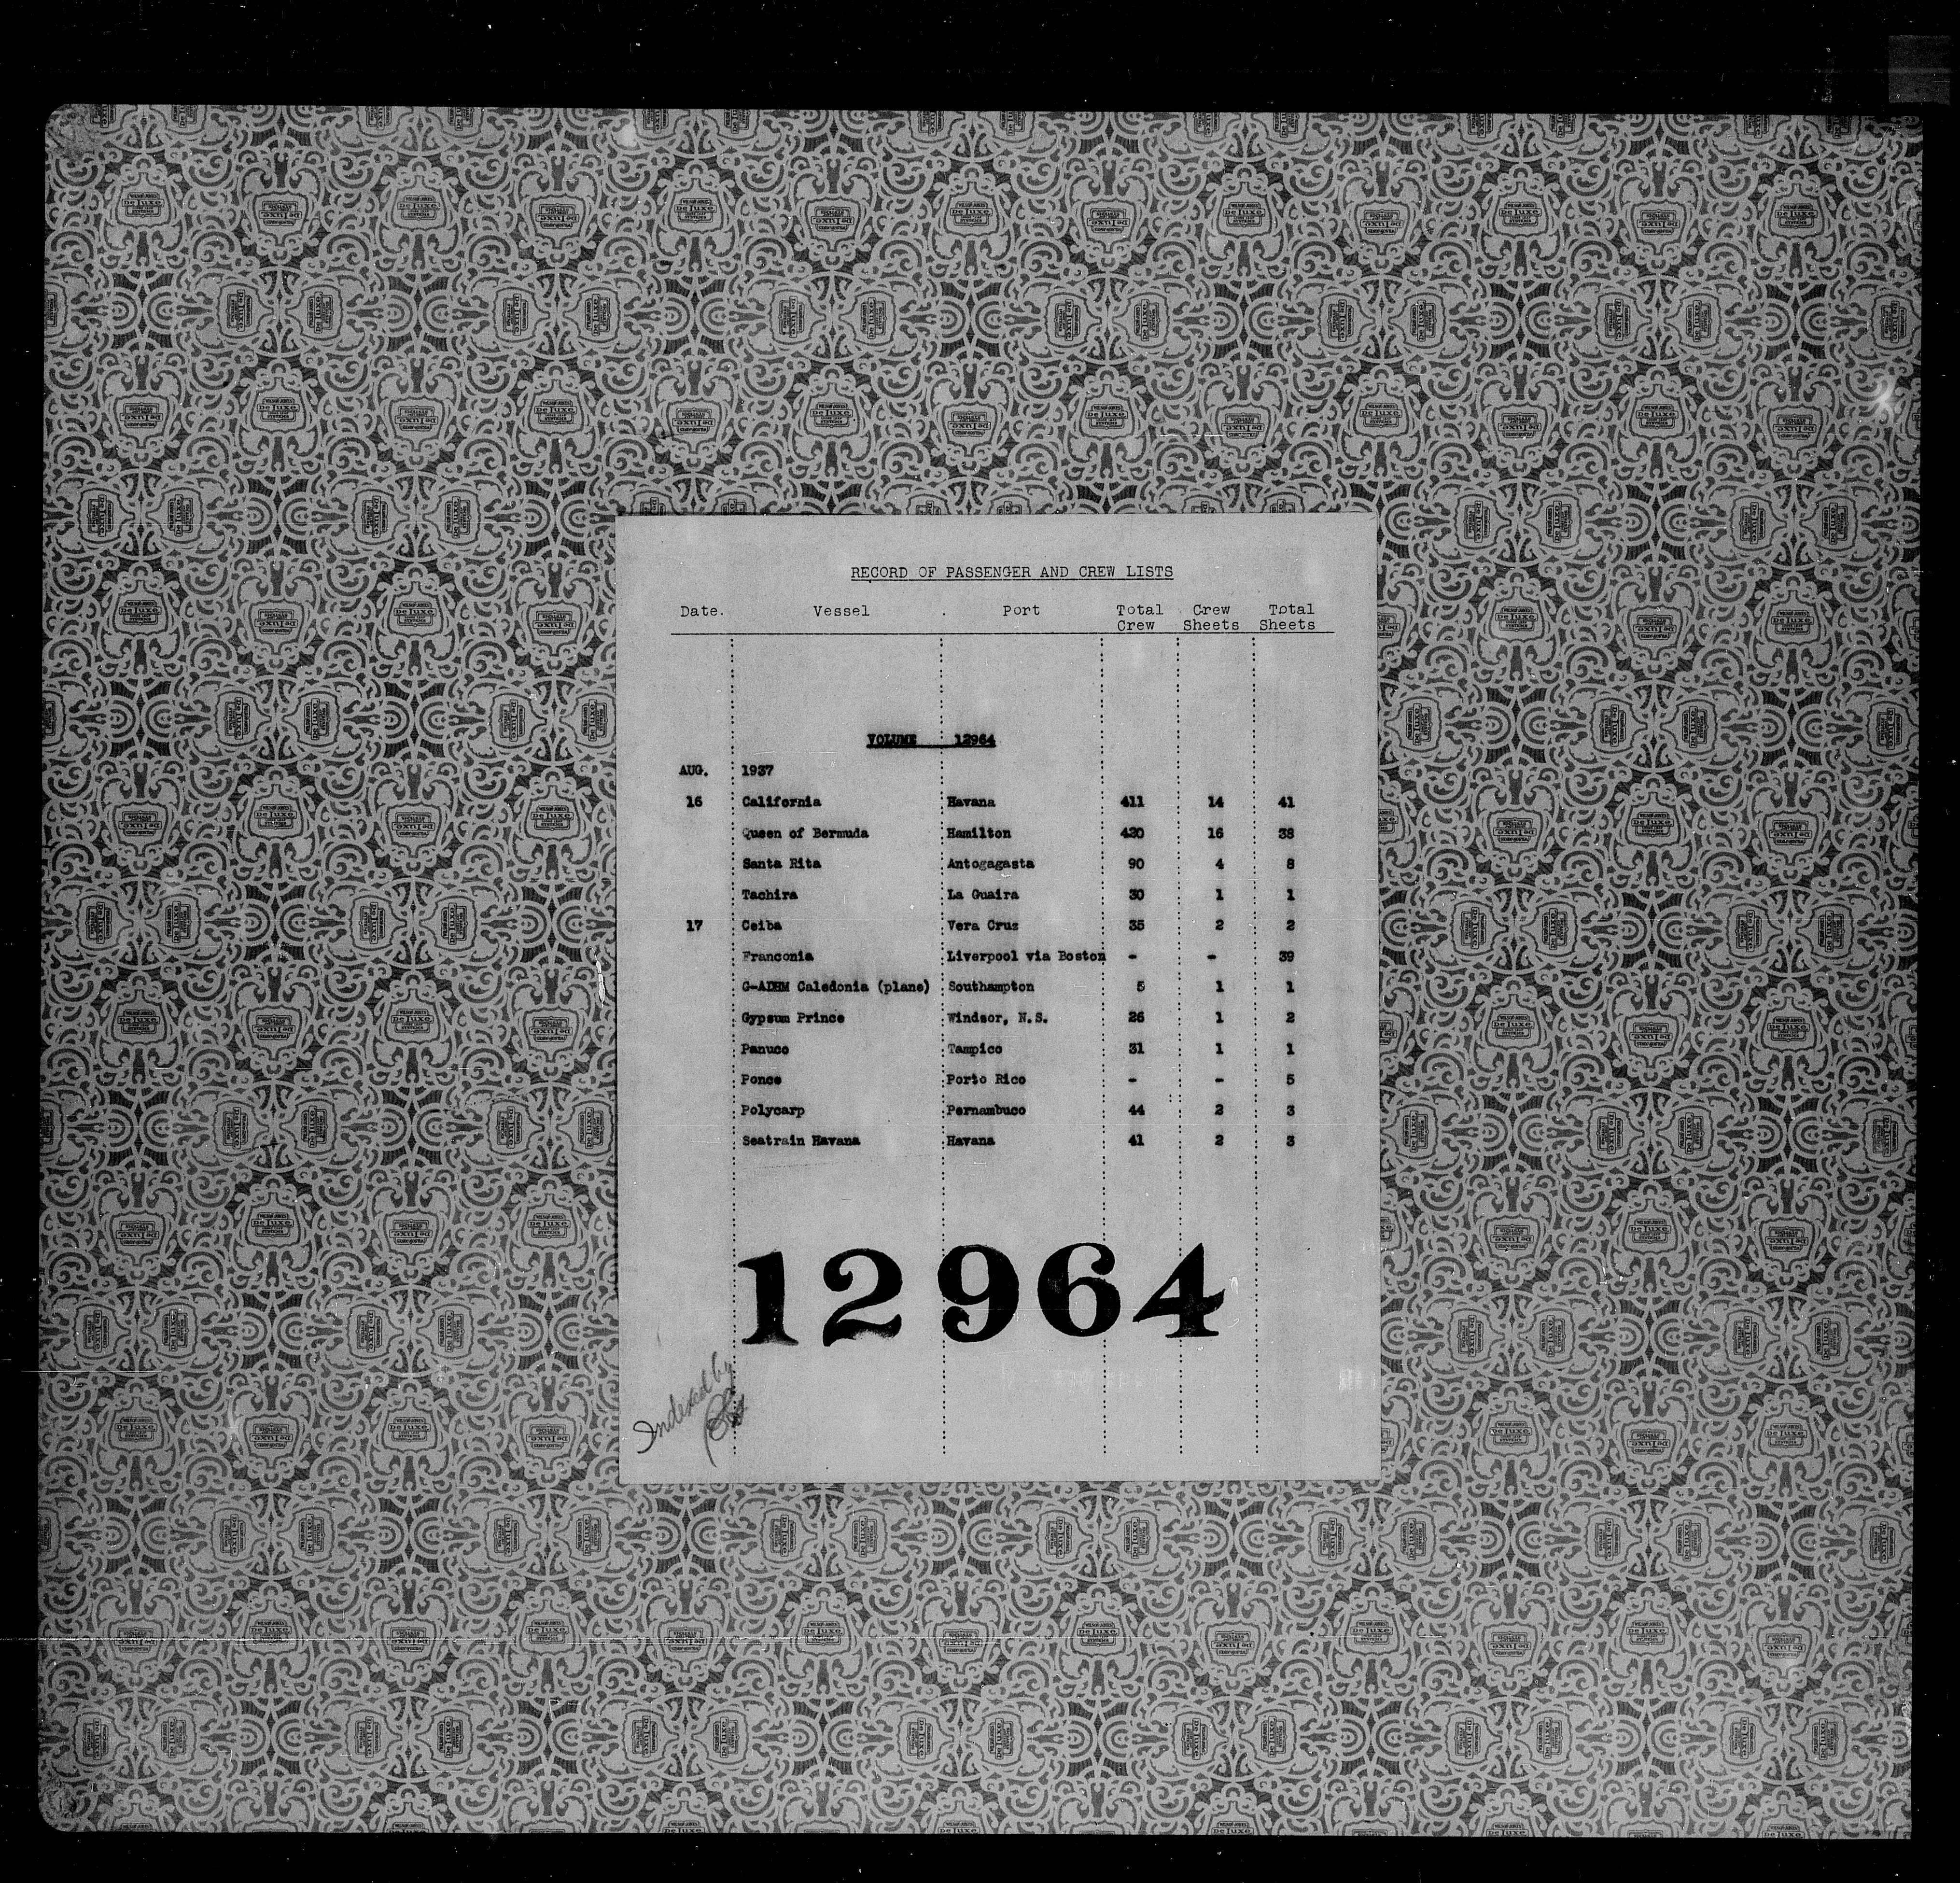 RECORD OF PASSENGER AND CREW LISTS
Date. Vessel . Port Total Crew Total
Crew Sheets Sheets
VOLUME 12964
AUG. 1937
16 California Havana 411 14 41
Queen of Bermuda Hamilton 420 16 38
Santa Rita Antogagasta 90 4 8
Tachira La Guaira 30 1 1
17 Ceiba Vera Cruz 35 2 2
Franconia Liverpool via Boston - - 39
G-ADHM Caledonia (plane) Southampton 5 1 1
Gypsum Prince Windsor, N.S. 26 1 2
Panuco Tampico 31 1 1
Ponce Porto Rico - - 5
Polycarp Pernambuco 44 2 3
Seatrain Havana Havana 41 2 3
12964
Indexed by